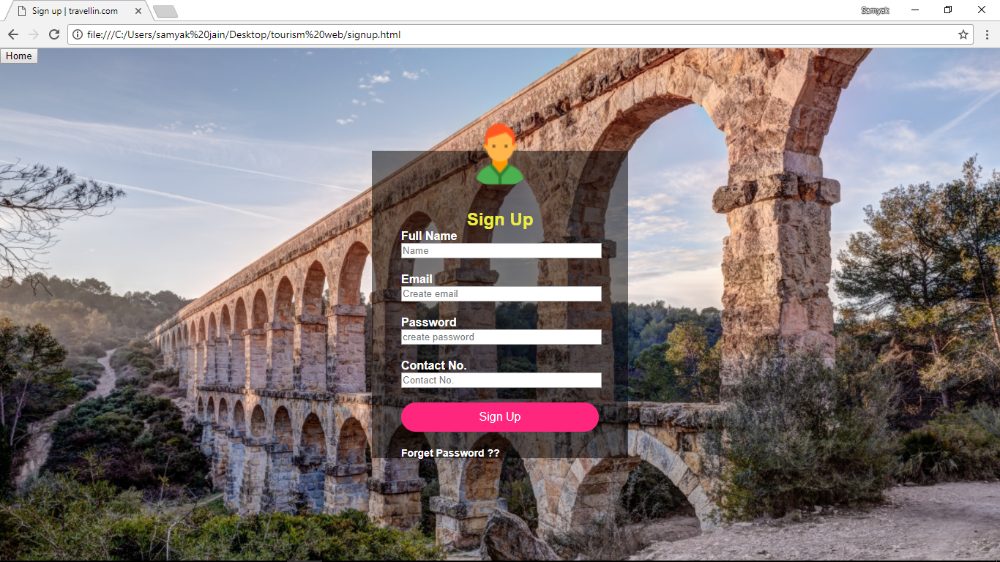 Sign up | travellin.com
Samyak
file:///C:/Users/samyak%20jain/Desktop/tourism%20web/signup.html
Home
Sign Up
Full Name
Name
Email
Create email
Password
create password
Contact No.
Contact No.
Sign Up
Forget Password ??